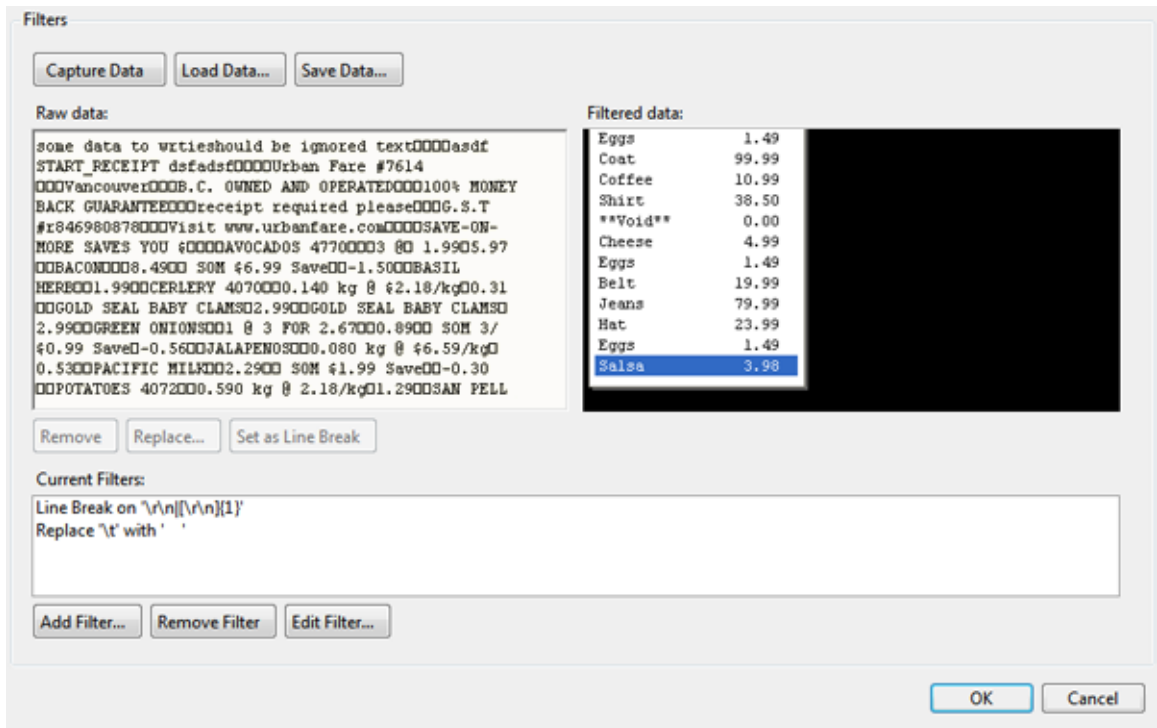 Filters
Capture Data
Load Data...
Save Data...
Raw data:
some data to wrtieshould be ignored text□□□□asdf
START_RECEIPT dsfadsf□□□□Urban Fare #7614
□□□Vancouver□□□B.C. OWNED AND OPERATED□□□100% MONEY
BACK GUARANTEE□□□receipt required please□□□G.S.T
#r846980878□□□Visit www.urbanfare.com□□□□SAVE-ON-
MORE SAVES YOU $□□□□AVOCADOS 4770□□□3 @□ 1.99□5.97
□□BACON□□□8.49□□ SOM $6.99 Save□□-1.50□□BASIL
HERB□□1.99□□CERLERY 4070□□□0.140 kg @ $2.18/kg□□0.31
□□GOLD SEAL BABY CLAMS□2.99□□GOLD SEAL BABY CLAMS□
2.99□□GREEN ONIONS□□1 @ 3 FOR 2.67□□□0.89□□ SOM 3/
$0.99 Save□-0.56□□JALAPENOS□□□0.080 kg @ $6.59/kg□
0.53□□PACIFIC MILK□□2.29□□ SOM $1.99 Save□□-0.30
□□POTATOES 4072□□□0.590 kg @ 2.18/kg□1.29□□SAN PELL
Filtered data:
Eggs 1.49
Coat 99.99
Coffee 10.99
Shirt 38.50
**Void** 0.00
Cheese 4.99
Eggs 1.49
Belt 19.99
Jeans 79.99
Hat 23.99
Eggs 1.49
Salsa 3.98
Remove
Replace...
Set as Line Break
Current Filters:
Line Break on '\r\n|[\r\n]{1}'
Replace '\t' with '    '
Add Filter...
Remove Filter
Edit Filter...
OK
Cancel